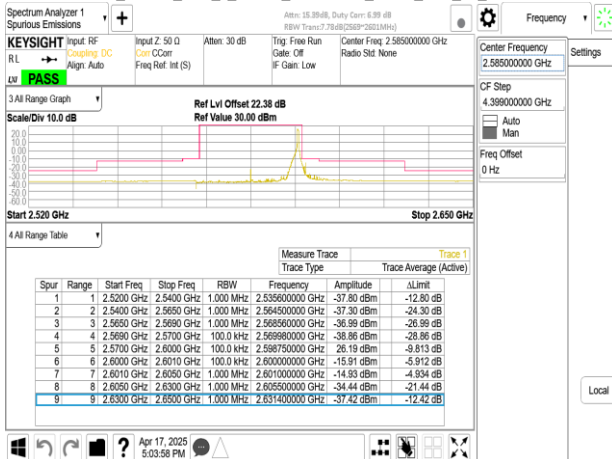 Spectrum Analyzer 1
Spurious Emissions
Attn: 15.39dB, Duty Corr: 6.99 dB
RBW Trans:7.78dB(2569~2601MHz)
Frequency
KEYSIGHT
Input: RF
Coupling: DC
Align: Auto
Input Z: 50 Ω
Corr CCorr
Freq Ref: Int (S)
Atten: 30 dB
Trig: Free Run
Gate: Off
IF Gain: Low
Center Freq: 2.585000000 GHz
Radio Std: None
RL
LXI
PASS
Center Frequency
2.585000000 GHz
Settings
CF Step
4.399000000 GHz
Auto
Man
Freq Offset
0 Hz
3 All Range Graph
Scale/Div 10.0 dB
Ref Lvl Offset 22.38 dB
Ref Value 30.00 dBm
20.0
10.0
0.00
-10.0
-20.0
-30.0
-40.0
-50.0
-60.0
Start 2.520 GHz
Stop 2.650 GHz
4 All Range Table
Measure Trace Trace 1
Trace Type Trace Average (Active)
Spur Range Start Freq Stop Freq RBW Frequency Amplitude ΔLimit
1 1 2.5200 GHz 2.5400 GHz 1.000 MHz 2.535600000 GHz -37.80 dBm -12.80 dB
2 2 2.5400 GHz 2.5650 GHz 1.000 MHz 2.564500000 GHz -37.30 dBm -24.30 dB
3 3 2.5650 GHz 2.5690 GHz 1.000 MHz 2.568560000 GHz -36.99 dBm -26.99 dB
4 4 2.5690 GHz 2.5700 GHz 100.0 kHz 2.569980000 GHz -38.86 dBm -28.86 dB
5 5 2.5700 GHz 2.6000 GHz 100.0 kHz 2.598750000 GHz 26.19 dBm -9.813 dB
6 6 2.6000 GHz 2.6010 GHz 100.0 kHz 2.600000000 GHz -15.91 dBm -5.912 dB
7 7 2.6010 GHz 2.6050 GHz 1.000 MHz 2.601000000 GHz -14.93 dBm -4.934 dB
8 8 2.6050 GHz 2.6300 GHz 1.000 MHz 2.605500000 GHz -34.44 dBm -21.44 dB
9 9 2.6300 GHz 2.6500 GHz 1.000 MHz 2.631400000 GHz -37.42 dBm -12.42 dB
Local
?
Apr 17, 2025
5:03:58 PM